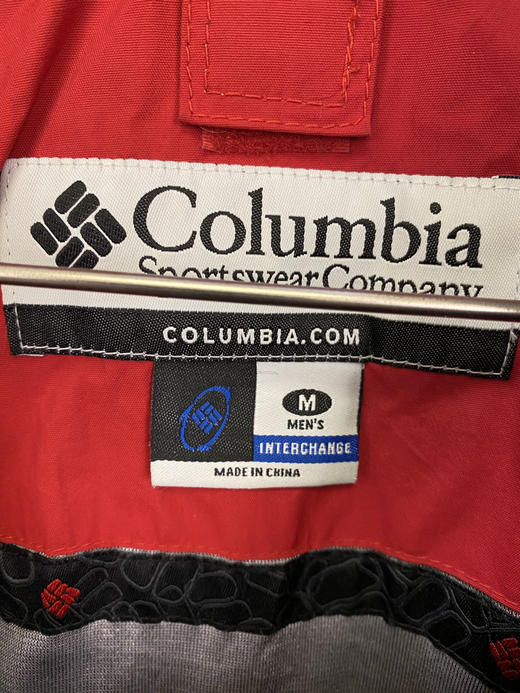 Columbia
Sportswear Company
COLUMBIA.COM
M
MEN'S
INTERCHANGE
MADE IN CHINA